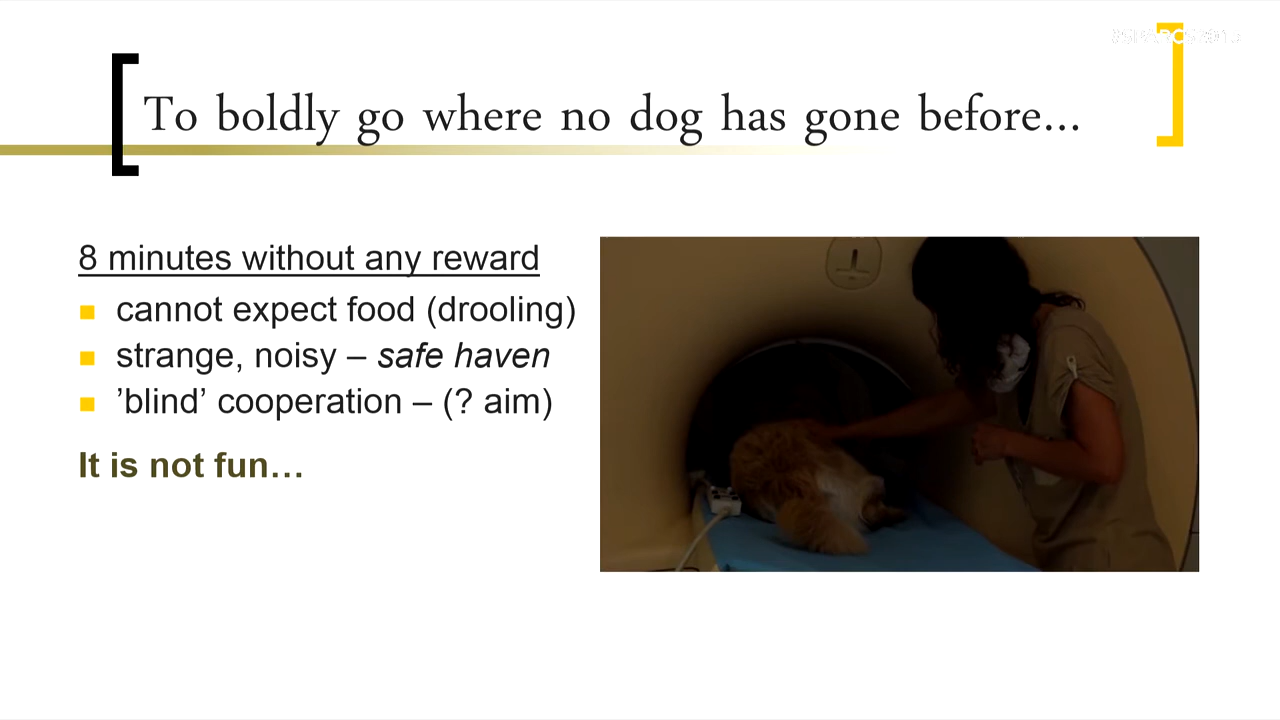 To boldly go where no dog has gone before...
8 minutes without any reward
cannot expect food (drooling)
strange, noisy – safe haven
’blind’ cooperation – (? aim)
It is not fun…